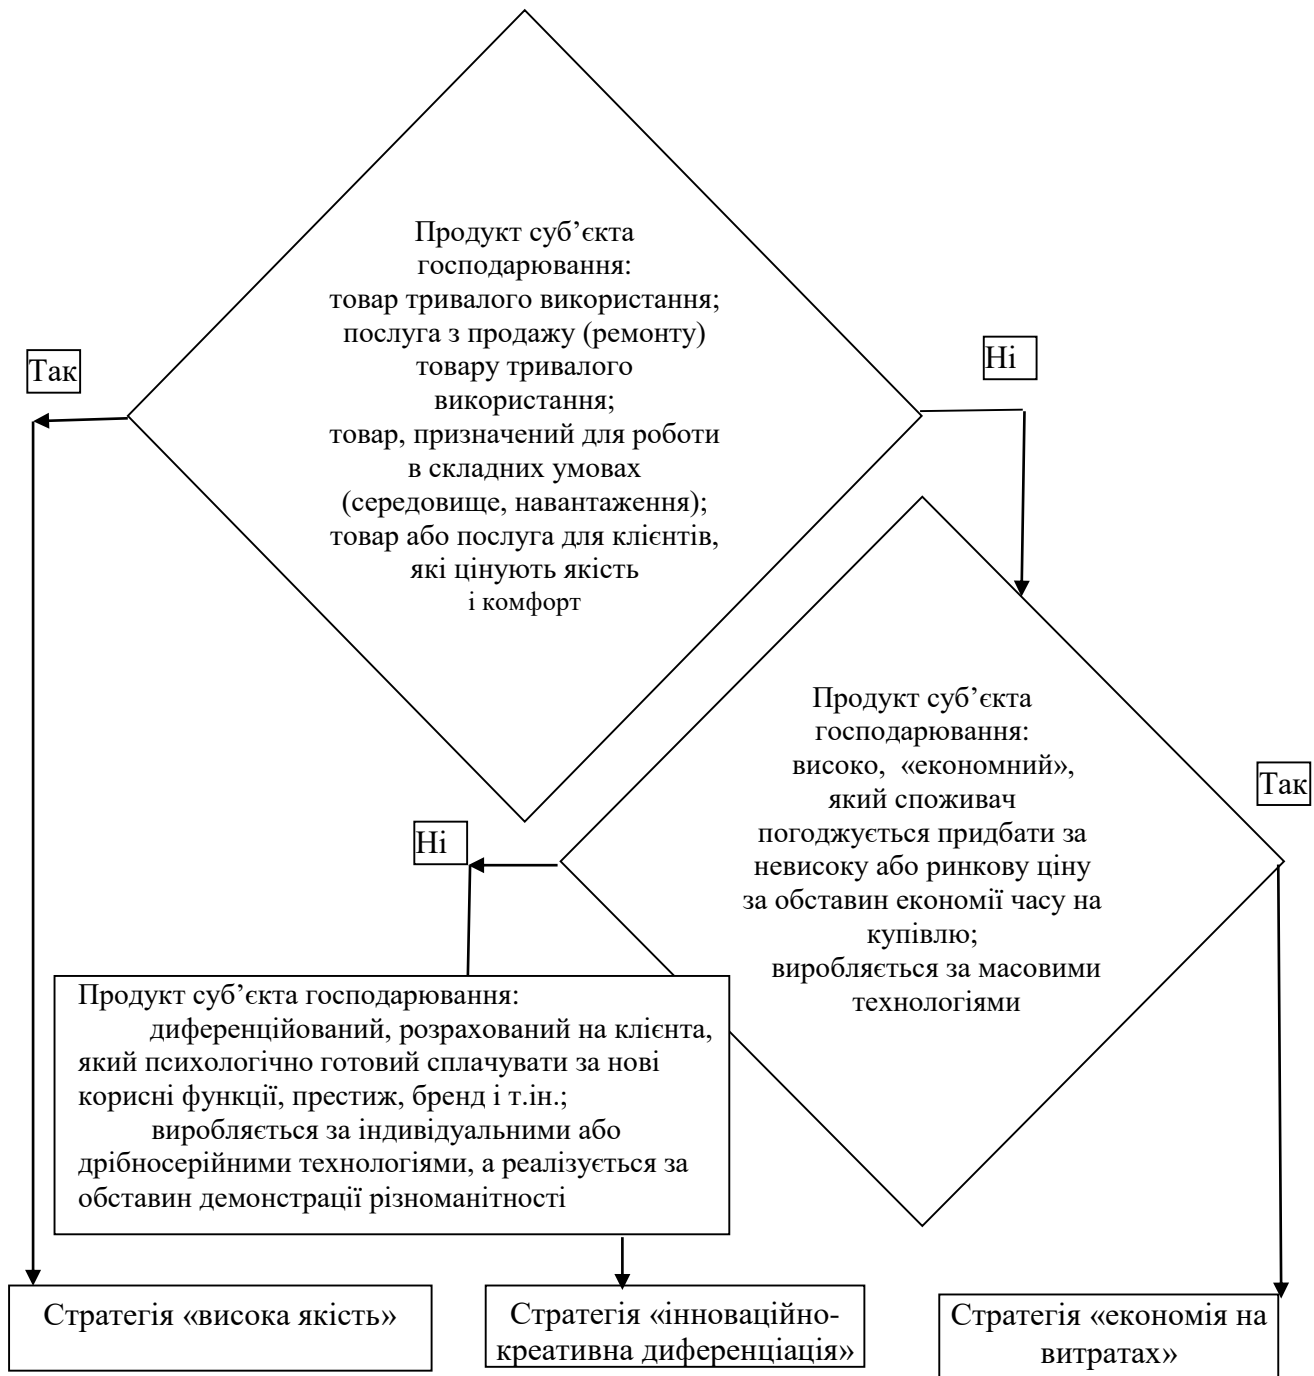 Продукт суб’єкта
господарювання:
товар тривалого використання;
послуга з продажу (ремонту)
товару тривалого
використання;
товар, призначений для роботи
в складних умовах
(середовище, навантаження);
товар або послуга для клієнтів,
які цінують якість
і комфорт
Так
Ні
Продукт суб’єкта
господарювання:
високо, «економний»,
який споживач
погоджується придбати за
невисоку або ринкову ціну
за обставин економії часу на
купівлю;
виробляється за масовими
технологіями
Ні
Так
Продукт суб’єкта господарювання:
диференційований, розрахований на клієнта,
який психологічно готовий сплачувати за нові
корисні функції, престиж, бренд і т.ін.;
виробляється за індивідуальними або
дрібносерійними технологіями, а реалізується за
обставин демонстрації різноманітності
Стратегія «висока якість»
Стратегія «інноваційно-
креативна диференціація»
Стратегія «економія на
витратах»